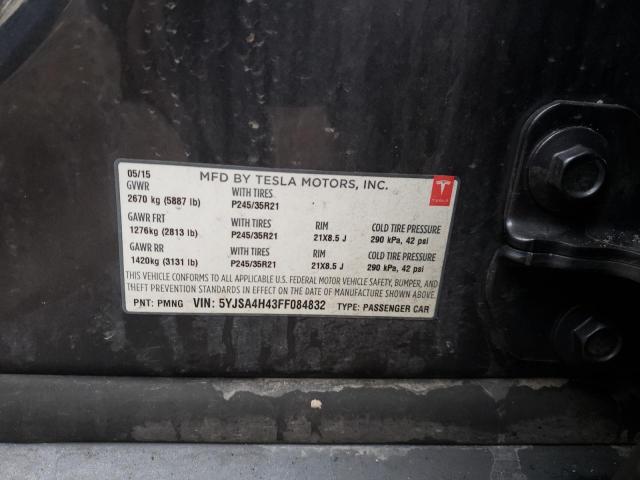 05/15 MFD BY TESLA MOTORS, INC.
GVWR WITH TIRES
2670 kg (5887 lb) P245/35R21
TESLA
GAWR FRT WITH TIRES RIM COLD TIRE PRESSURE
1276kg (2813 lb) P245/35R21 21X8.5 J 290 kPa, 42 psi
GAWR RR WITH TIRES RIM COLD TIRE PRESSURE
1420kg (3131 lb) P245/35R21 21X8.5 J 290 kPa, 42 psi
THIS VEHICLE CONFORMS TO ALL APPLICABLE U.S. FEDERAL MOTOR VEHICLE SAFETY, BUMPER, AND
THEFT PREVENTION STANDARDS IN EFFECT ON THE DATE OF MANUFACTURE SHOWN ABOVE.
PNT: PMNG VIN: 5YJSA4H43FF084832 TYPE: PASSENGER CAR